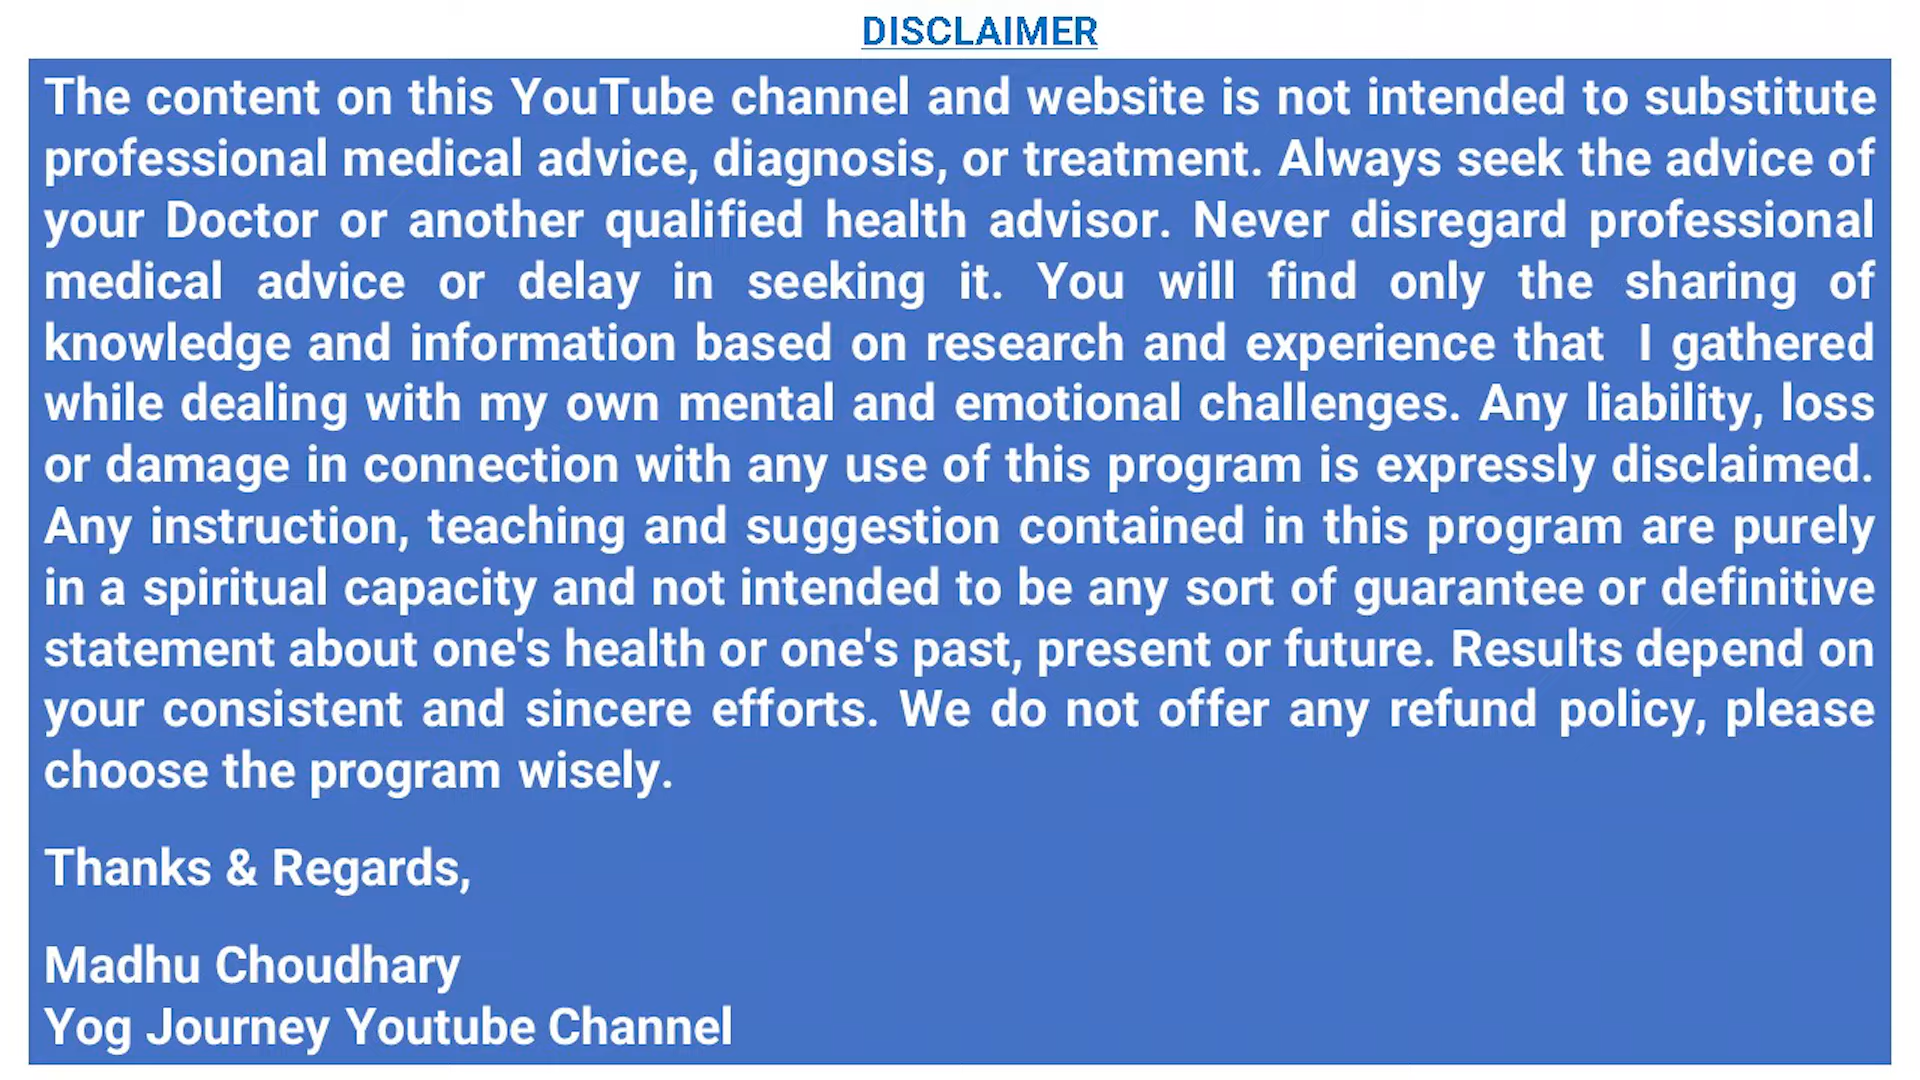 DISCLAIMER
The content on this YouTube channel and website is not intended to substitute
professional medical advice, diagnosis, or treatment. Always seek the advice of
your Doctor or another qualified health advisor. Never disregard professional
medical advice or delay in seeking it. You will find only the sharing of
knowledge and information based on research and experience that I gathered
while dealing with my own mental and emotional challenges. Any liability, loss
or damage in connection with any use of this program is expressly disclaimed.
Any instruction, teaching and suggestion contained in this program are purely
in a spiritual capacity and not intended to be any sort of guarantee or definitive
statement about one's health or one's past, present or future. Results depend on
your consistent and sincere efforts. We do not offer any refund policy, please
choose the program wisely.
Thanks & Regards,
Madhu Choudhary
Yog Journey Youtube Channel